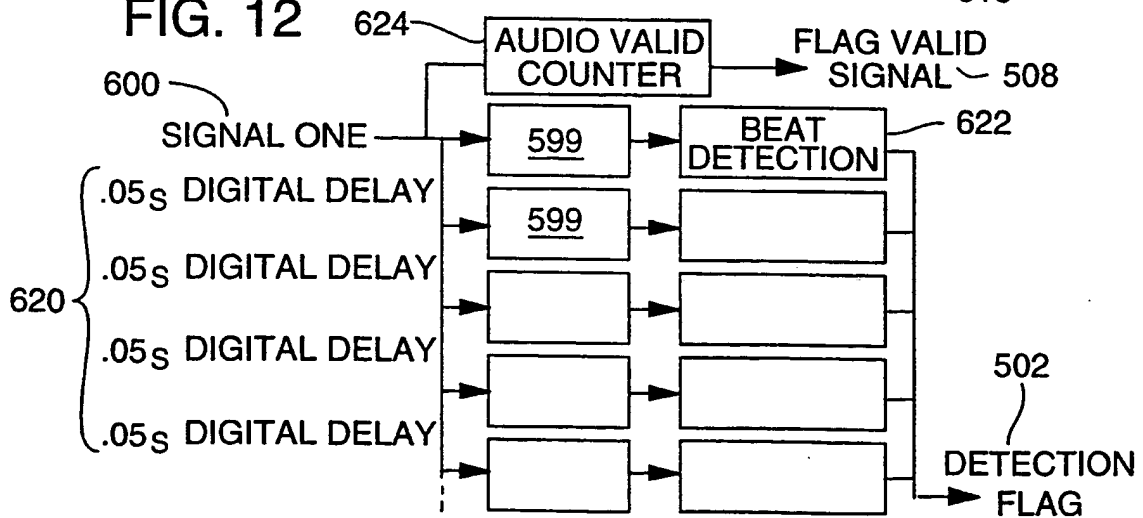 FIG. 12
624
AUDIO VALID
COUNTER
FLAG VALID
SIGNAL
508
600
SIGNAL ONE
599
BEAT
DETECTION
622
.05s DIGITAL DELAY
599
.05s DIGITAL DELAY
620
.05s DIGITAL DELAY
.05s DIGITAL DELAY
502
DETECTION
FLAG